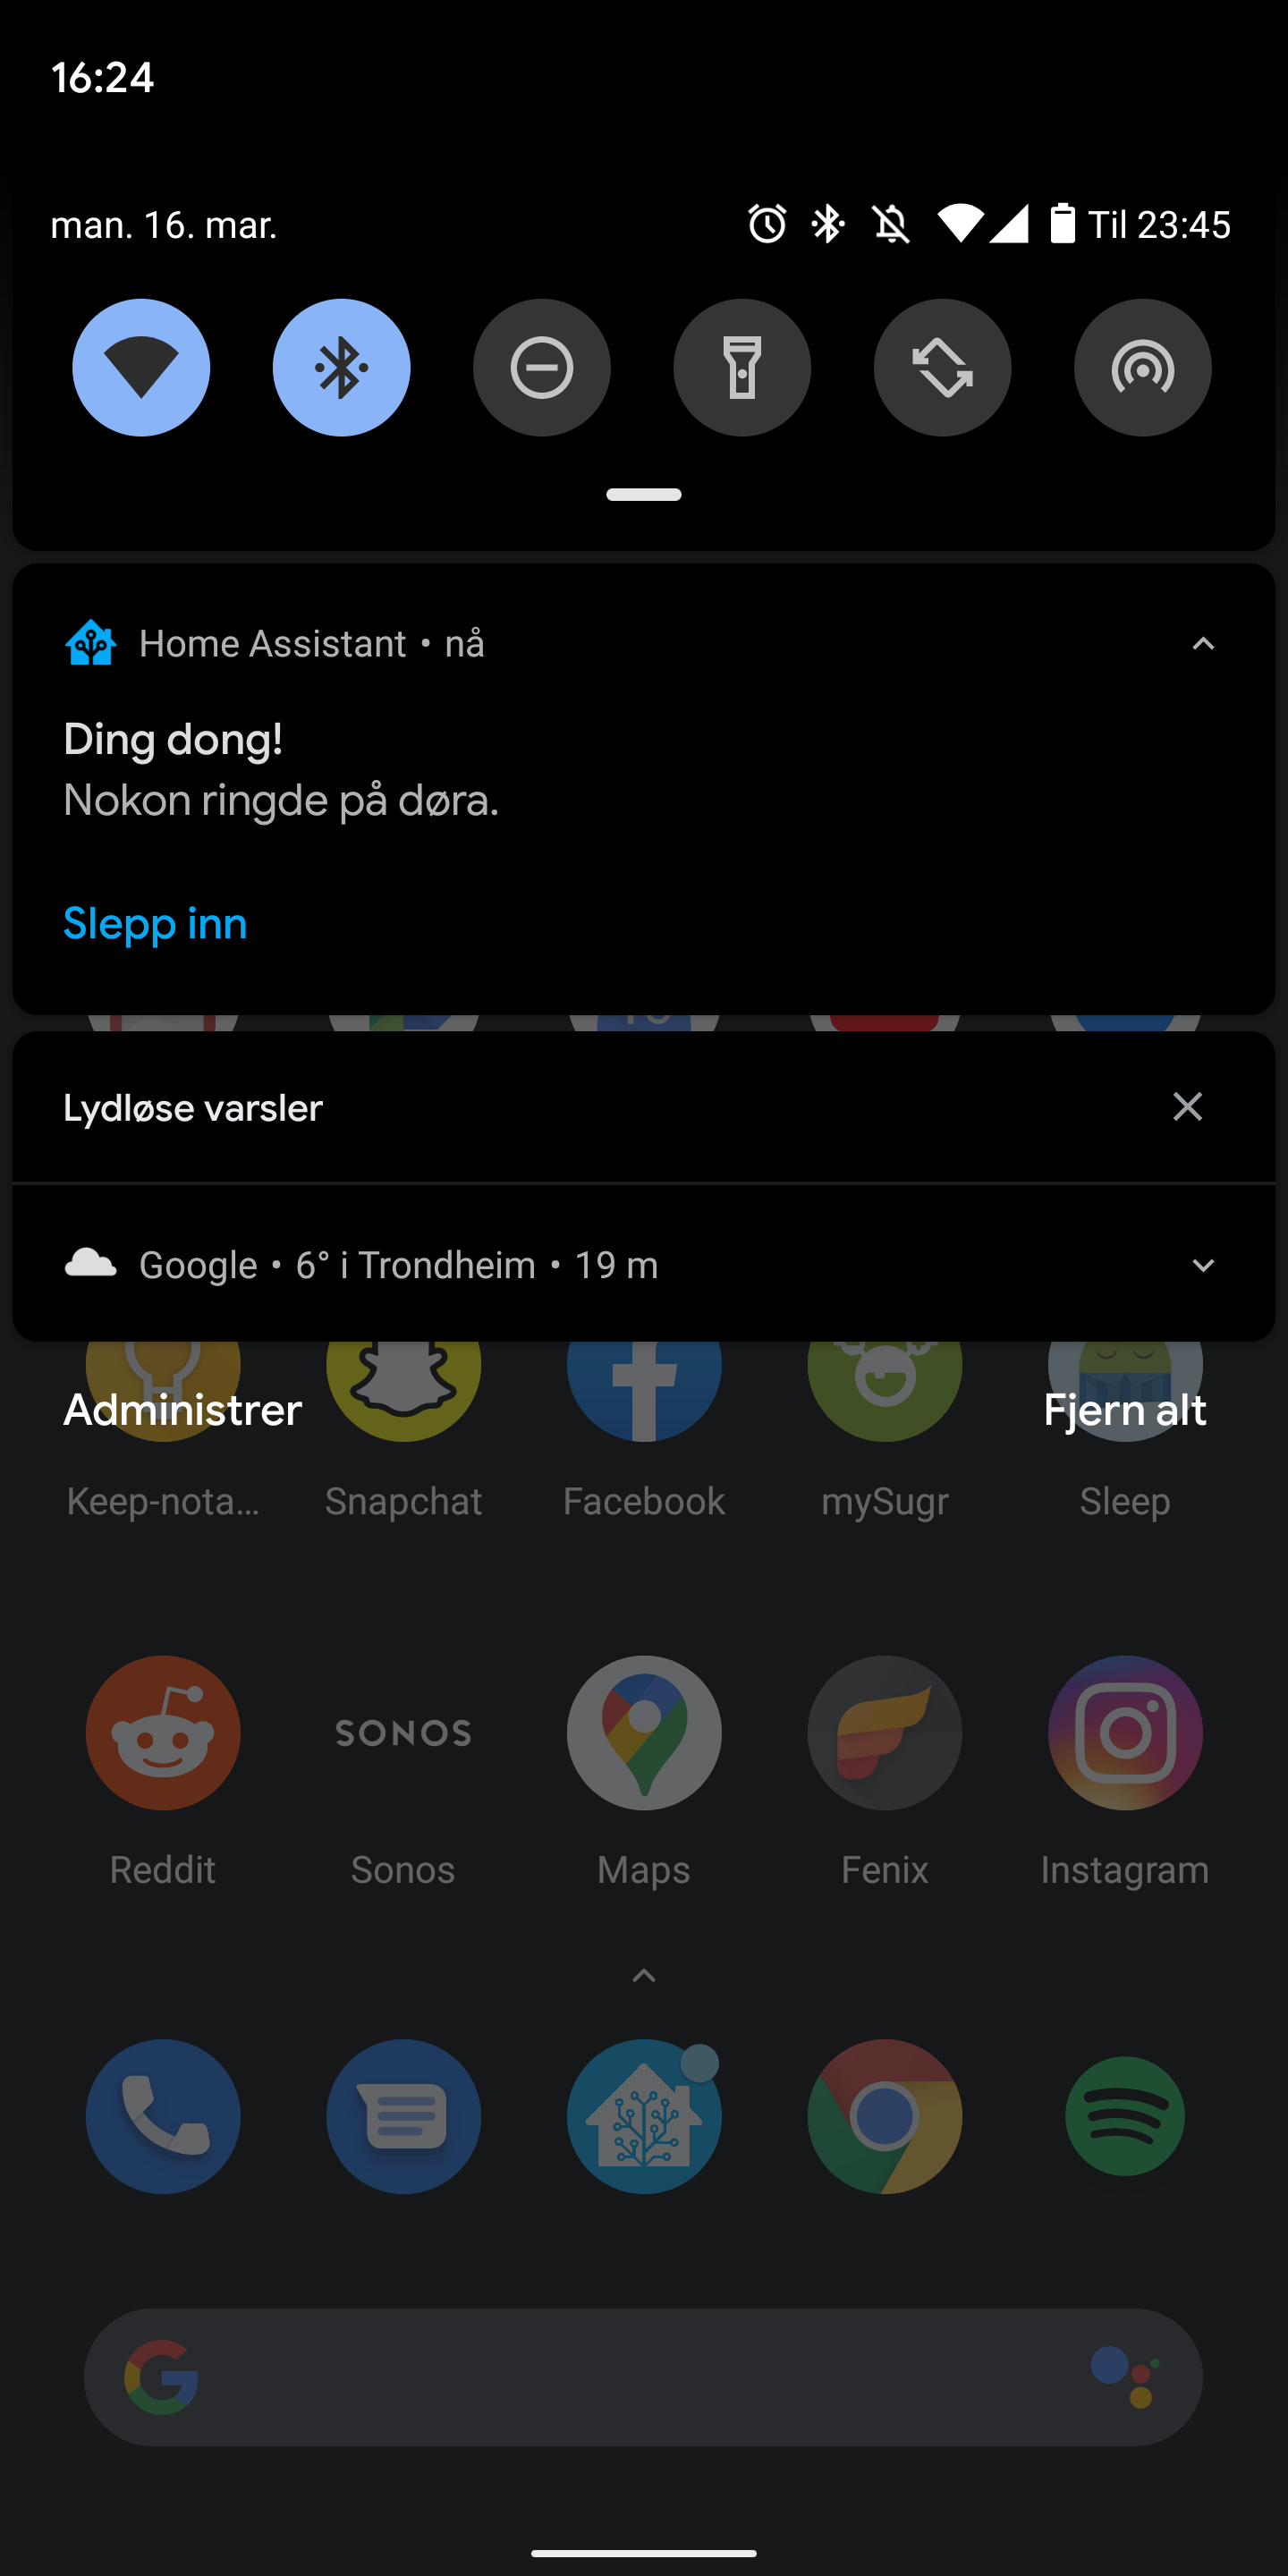 16:24
man. 16. mar.
Til 23:45
Home Assistant • nå
Ding dong!
Nokon ringde på døra.
Slepp inn
Lydløse varsler
Google • 6° i Trondheim • 19 m
Administrer
Fjern alt
Keep-nota...
Snapchat
Facebook
mySugr
Sleep
SONOS
Reddit
Sonos
Maps
Fenix
Instagram